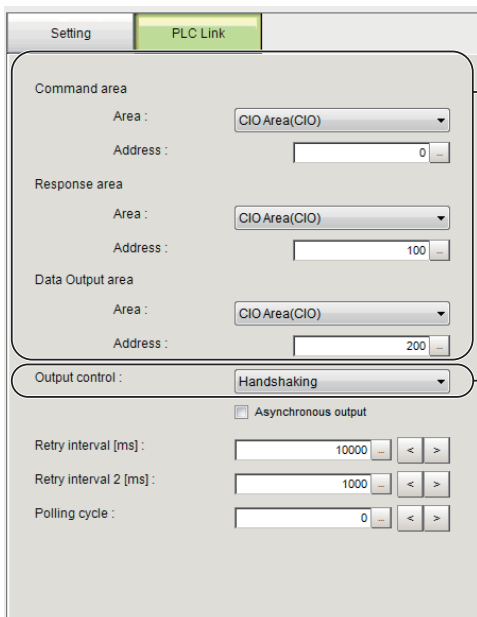 Setting PLC Link
Command area
Area : CIO Area(CIO)
Address : 0 ...
Response area
Area : CIO Area(CIO)
Address : 100 ...
Data Output area
Area : CIO Area(CIO)
Address : 200 ...
Output control : Handshaking
Asynchronous output
Retry interval [ms] : 10000 ... < >
Retry interval 2 [ms] : 1000 ... < >
Polling cycle : 0 ... < >